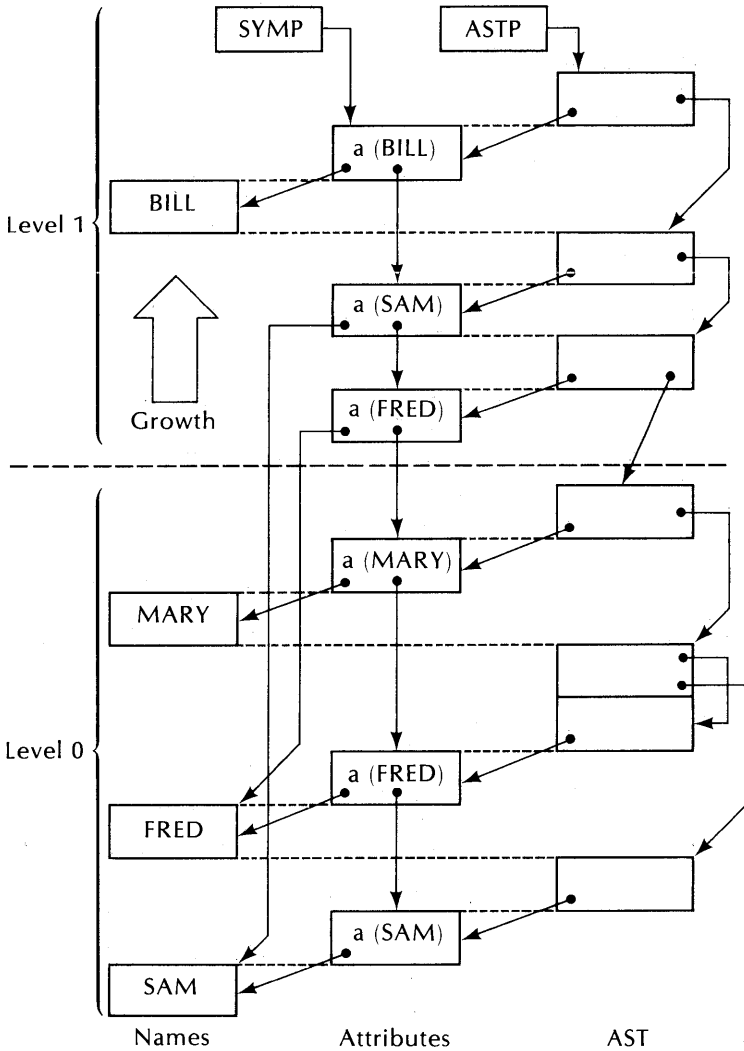 SYMP
ASTP
a (BILL)
BILL
Level 1
a (SAM)
a (FRED)
Growth
a (MARY)
MARY
Level 0
a (FRED)
FRED
a (SAM)
SAM
Names
Attributes
AST